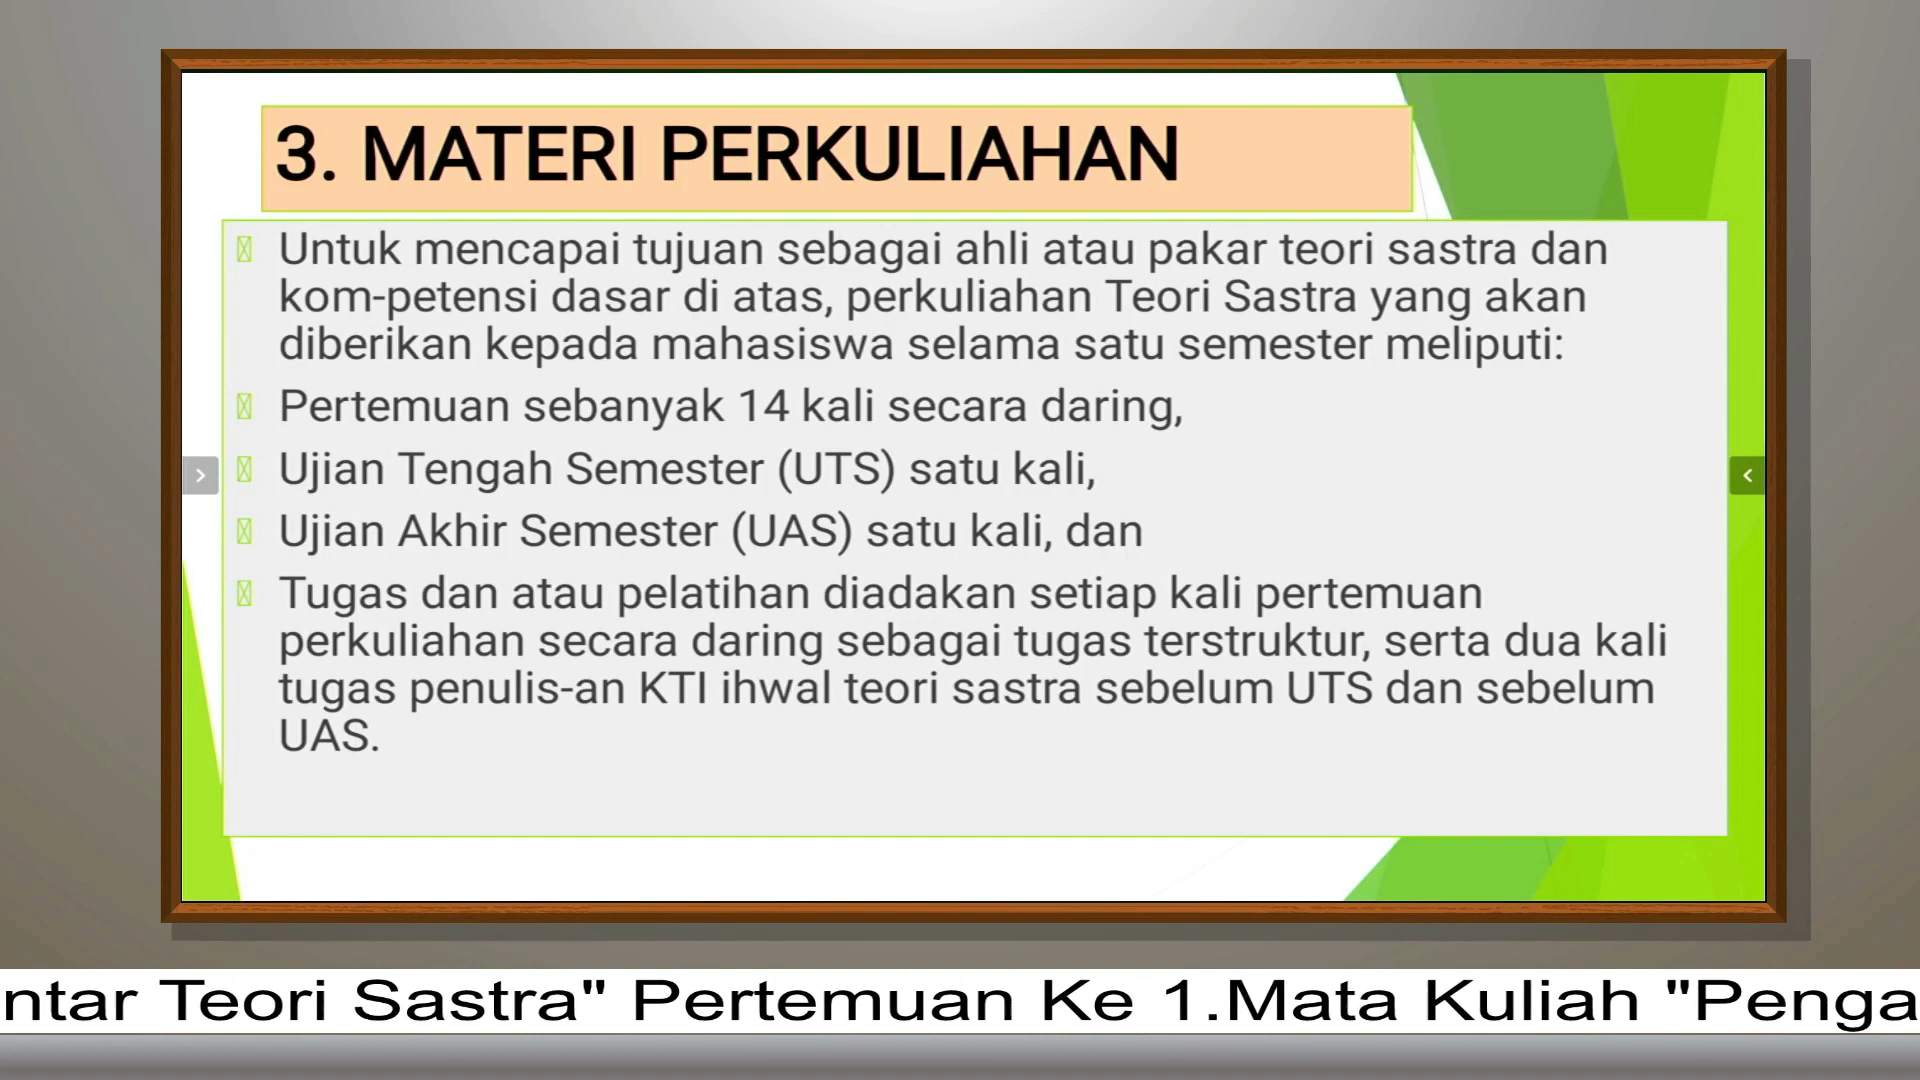 3. MATERI PERKULIAHAN
Untuk mencapai tujuan sebagai ahli atau pakar teori sastra dan
kom-petensi dasar di atas, perkuliahan Teori Sastra yang akan
diberikan kepada mahasiswa selama satu semester meliputi:
Pertemuan sebanyak 14 kali secara daring,
Ujian Tengah Semester (UTS) satu kali,
Ujian Akhir Semester (UAS) satu kali, dan
Tugas dan atau pelatihan diadakan setiap kali pertemuan
perkuliahan secara daring sebagai tugas terstruktur, serta dua kali
tugas penulis-an KTI ihwal teori sastra sebelum UTS dan sebelum
UAS.
ntar Teori Sastra" Pertemuan Ke 1.Mata Kuliah "Penga